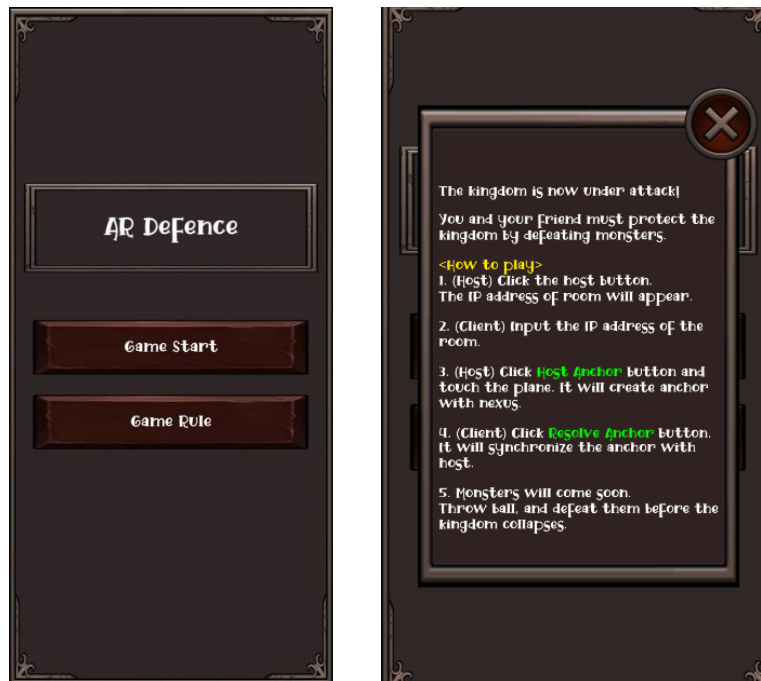 AR Defence
Game Start
Game Rule
The kingdom is now under attack!
You and your friend must protect the
kingdom by defeating monsters.
<How to play>
1. (Host) Click the host button.
The IP address of room will appear.
2. (Client) Input the IP address of the
room.
3. (Host) Click Host Anchor button and
touch the plane. It will create anchor
with nexus.
4. (Client) Click Resolve Anchor button.
It will synchronize the anchor with
host.
5. Monsters will come soon.
Throw ball, and defeat them before the
kingdom collapses.